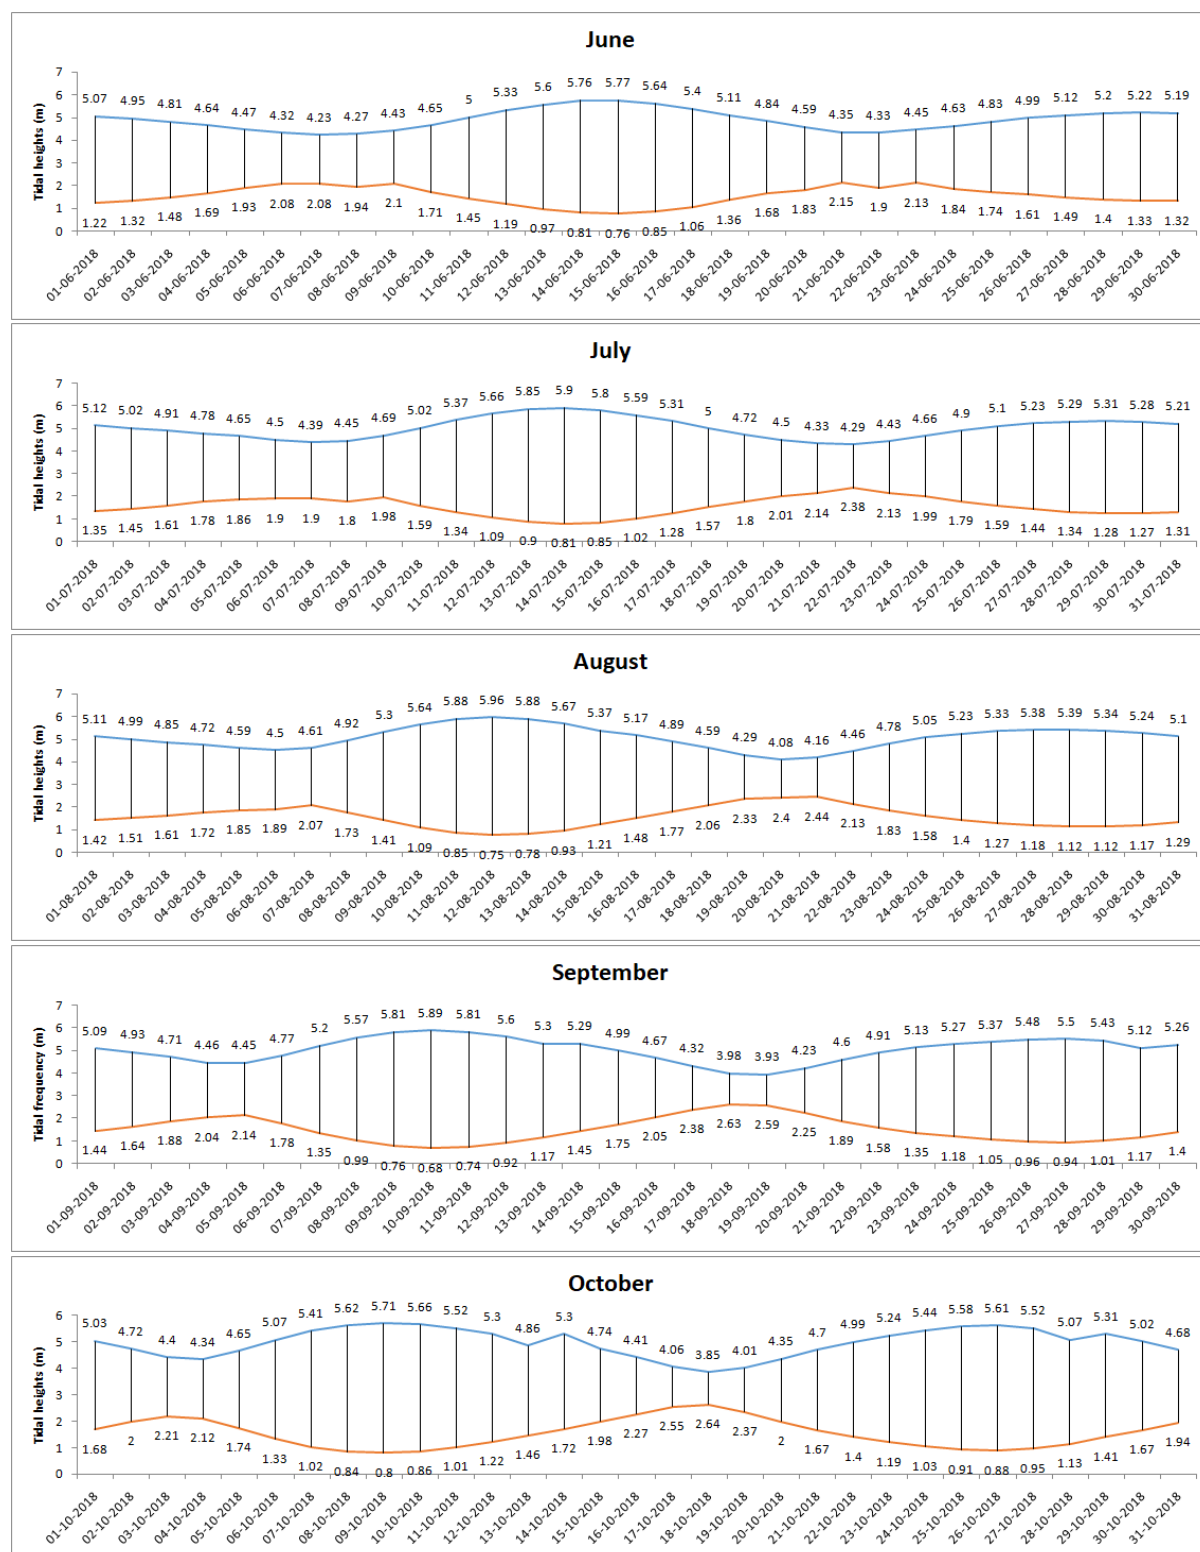 June
Tidal heights (m)
7
6
5
4
3
2
1
0
5.07 4.95 4.81 4.64 4.47 4.32 4.23 4.27 4.43 4.65 5 5.33 5.6 5.76 5.77 5.64 5.4 5.11 4.84 4.59 4.35 4.33 4.45 4.63 4.83 4.99 5.12 5.2 5.22 5.19
1.22 1.32 1.48 1.69 1.93 2.08 2.08 1.94 2.1 1.71 1.45 1.19 0.97 0.81 0.76 0.85 1.06 1.36 1.68 1.83 2.15 1.9 2.13 1.84 1.74 1.61 1.49 1.4 1.33 1.32
01-06-2018 02-06-2018 03-06-2018 04-06-2018 05-06-2018 06-06-2018 07-06-2018 08-06-2018 09-06-2018 10-06-2018 11-06-2018 12-06-2018 13-06-2018 14-06-2018 15-06-2018 16-06-2018 17-06-2018 18-06-2018 19-06-2018 20-06-2018 21-06-2018 22-06-2018 23-06-2018 24-06-2018 25-06-2018 26-06-2018 27-06-2018 28-06-2018 29-06-2018 30-06-2018
July
Tidal heights (m)
7
6
5
4
3
2
1
0
5.12 5.02 4.91 4.78 4.65 4.5 4.39 4.45 4.69 5.02 5.37 5.66 5.85 5.9 5.8 5.59 5.31 5 4.72 4.5 4.33 4.29 4.43 4.66 4.9 5.1 5.23 5.29 5.31 5.28 5.21
1.35 1.45 1.61 1.78 1.86 1.9 1.9 1.8 1.98 1.59 1.34 1.09 0.9 0.81 0.85 1.02 1.28 1.57 1.8 2.01 2.14 2.38 2.13 1.99 1.79 1.59 1.44 1.34 1.28 1.27 1.31
01-07-2018 02-07-2018 03-07-2018 04-07-2018 05-07-2018 06-07-2018 07-07-2018 08-07-2018 09-07-2018 10-07-2018 11-07-2018 12-07-2018 13-07-2018 14-07-2018 15-07-2018 16-07-2018 17-07-2018 18-07-2018 19-07-2018 20-07-2018 21-07-2018 22-07-2018 23-07-2018 24-07-2018 25-07-2018 26-07-2018 27-07-2018 28-07-2018 29-07-2018 30-07-2018 31-07-2018
August
Tidal heights (m)
7
6
5
4
3
2
1
0
5.11 4.99 4.85 4.72 4.59 4.5 4.61 4.92 5.3 5.64 5.88 5.96 5.88 5.67 5.37 5.17 4.89 4.59 4.29 4.08 4.16 4.46 4.78 5.05 5.23 5.33 5.38 5.39 5.34 5.24 5.1
1.42 1.51 1.61 1.72 1.85 1.89 2.07 1.73 1.41 1.09 0.85 0.75 0.78 0.93 1.21 1.48 1.77 2.06 2.33 2.4 2.44 2.13 1.83 1.58 1.4 1.27 1.18 1.12 1.12 1.17 1.29
01-08-2018 02-08-2018 03-08-2018 04-08-2018 05-08-2018 06-08-2018 07-08-2018 08-08-2018 09-08-2018 10-08-2018 11-08-2018 12-08-2018 13-08-2018 14-08-2018 15-08-2018 16-08-2018 17-08-2018 18-08-2018 19-08-2018 20-08-2018 21-08-2018 22-08-2018 23-08-2018 24-08-2018 25-08-2018 26-08-2018 27-08-2018 28-08-2018 29-08-2018 30-08-2018 31-08-2018
September
Tidal frequency (m)
7
6
5
4
3
2
1
0
5.09 4.93 4.71 4.46 4.45 4.77 5.2 5.57 5.81 5.89 5.81 5.6 5.3 5.29 4.99 4.67 4.32 3.98 3.93 4.23 4.6 4.91 5.13 5.27 5.37 5.48 5.5 5.43 5.12 5.26
1.44 1.64 1.88 2.04 2.14 1.78 1.35 0.99 0.76 0.68 0.74 0.92 1.17 1.45 1.75 2.05 2.38 2.63 2.59 2.25 1.89 1.58 1.35 1.18 1.05 0.96 0.94 1.01 1.17 1.4
01-09-2018 02-09-2018 03-09-2018 04-09-2018 05-09-2018 06-09-2018 07-09-2018 08-09-2018 09-09-2018 10-09-2018 11-09-2018 12-09-2018 13-09-2018 14-09-2018 15-09-2018 16-09-2018 17-09-2018 18-09-2018 19-09-2018 20-09-2018 21-09-2018 22-09-2018 23-09-2018 24-09-2018 25-09-2018 26-09-2018 27-09-2018 28-09-2018 29-09-2018 30-09-2018
October
Tidal heights (m)
6
5
4
3
2
1
0
5.03 4.72 4.4 4.34 4.65 5.07 5.41 5.62 5.71 5.66 5.52 5.3 4.86 5.3 4.74 4.41 4.06 3.85 4.01 4.35 4.7 4.99 5.24 5.44 5.58 5.61 5.52 5.07 5.31 5.02 4.68
1.68 2 2.21 2.12 1.74 1.33 1.02 0.84 0.8 0.86 1.01 1.22 1.46 1.72 1.98 2.27 2.55 2.64 2.37 2 1.67 1.4 1.19 1.03 0.91 0.88 0.95 1.13 1.41 1.67 1.94
01-10-2018 02-10-2018 03-10-2018 04-10-2018 05-10-2018 06-10-2018 07-10-2018 08-10-2018 09-10-2018 10-10-2018 11-10-2018 12-10-2018 13-10-2018 14-10-2018 15-10-2018 16-10-2018 17-10-2018 18-10-2018 19-10-2018 20-10-2018 21-10-2018 22-10-2018 23-10-2018 24-10-2018 25-10-2018 26-10-2018 27-10-2018 28-10-2018 29-10-2018 30-10-2018 31-10-2018